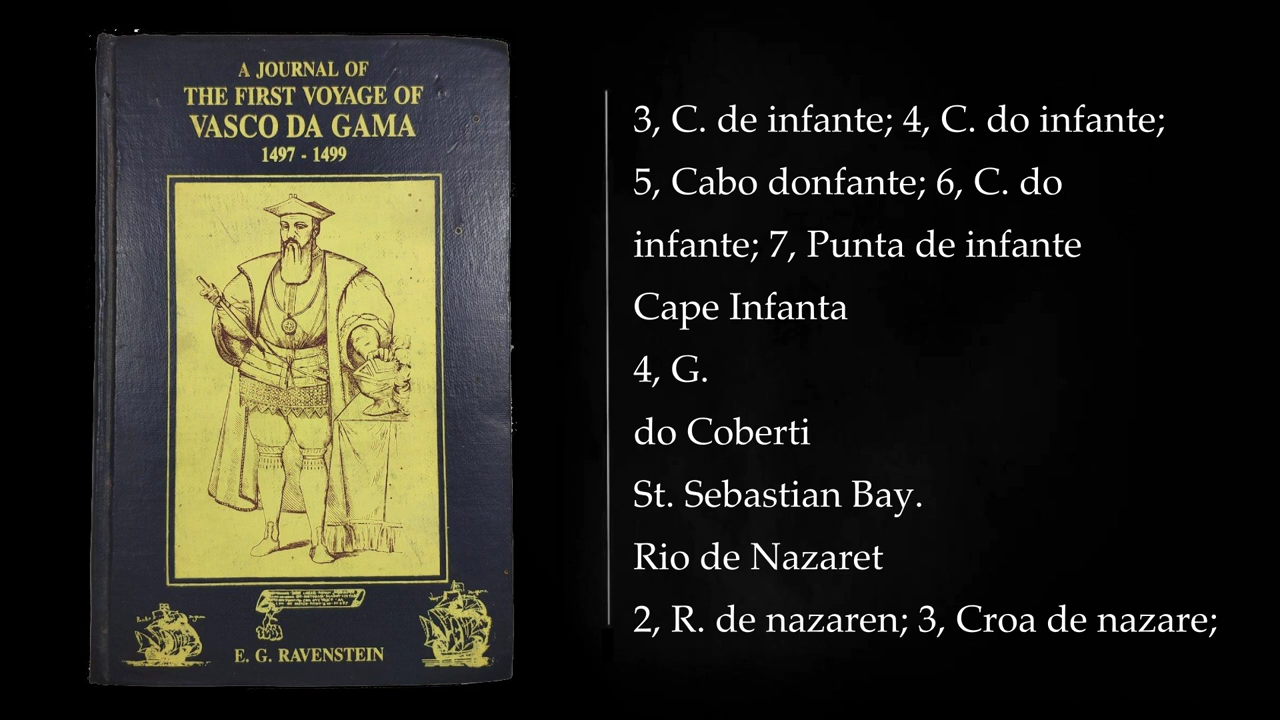 A JOURNAL OF
THE FIRST VOYAGE OF
VASCO DA GAMA
1497 - 1499
E. G. RAVENSTEIN
3, C. de infante; 4, C. do infante;
5, Cabo donfante; 6, C. do
infante; 7, Punta de infante
Cape Infanta
4, G.
do Coberti
St. Sebastian Bay.
Rio de Nazaret
2, R. de nazaren; 3, Croa de nazare;